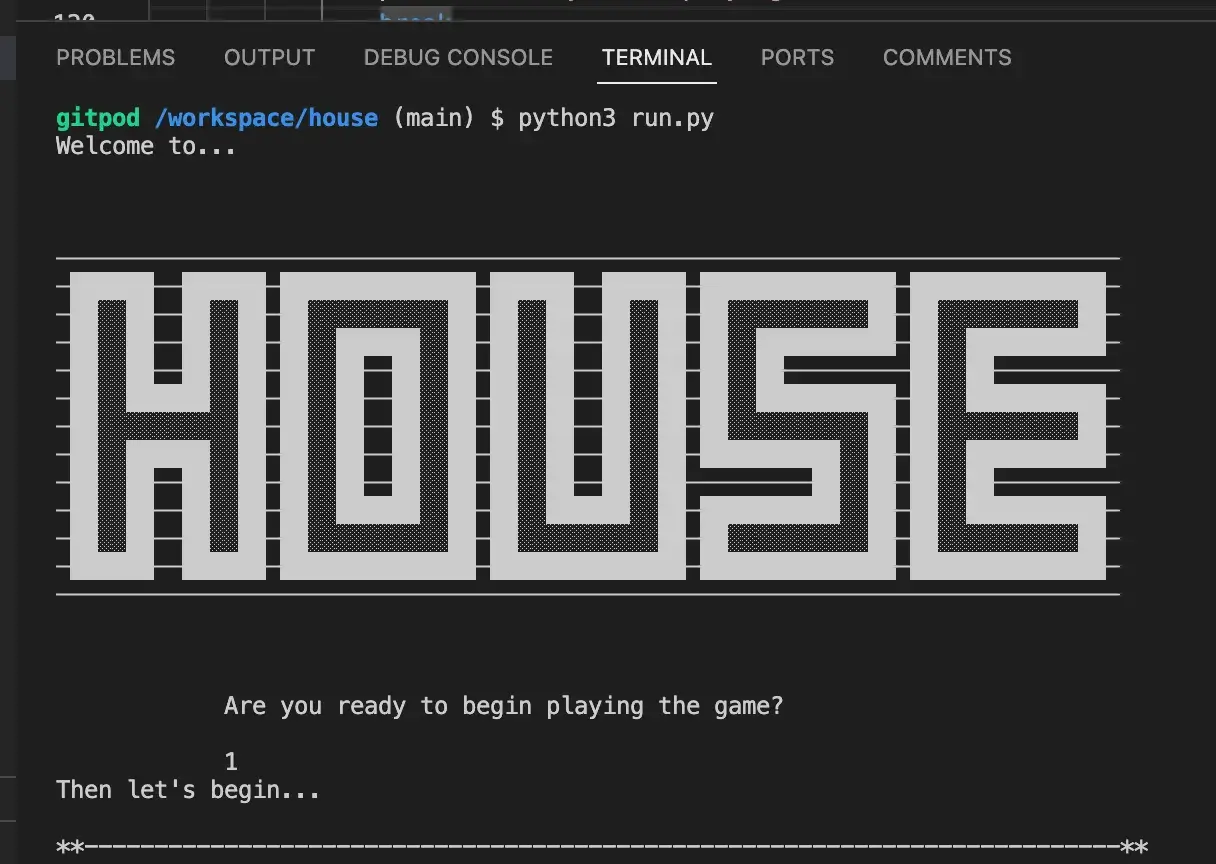 PROBLEMS OUTPUT DEBUG CONSOLE TERMINAL PORTS COMMENTS
gitpod /workspace/house (main) $ python3 run.py
Welcome to...
HOUSE
Are you ready to begin playing the game?
1
Then let's begin...
**--------------------------------------------------------------------------**